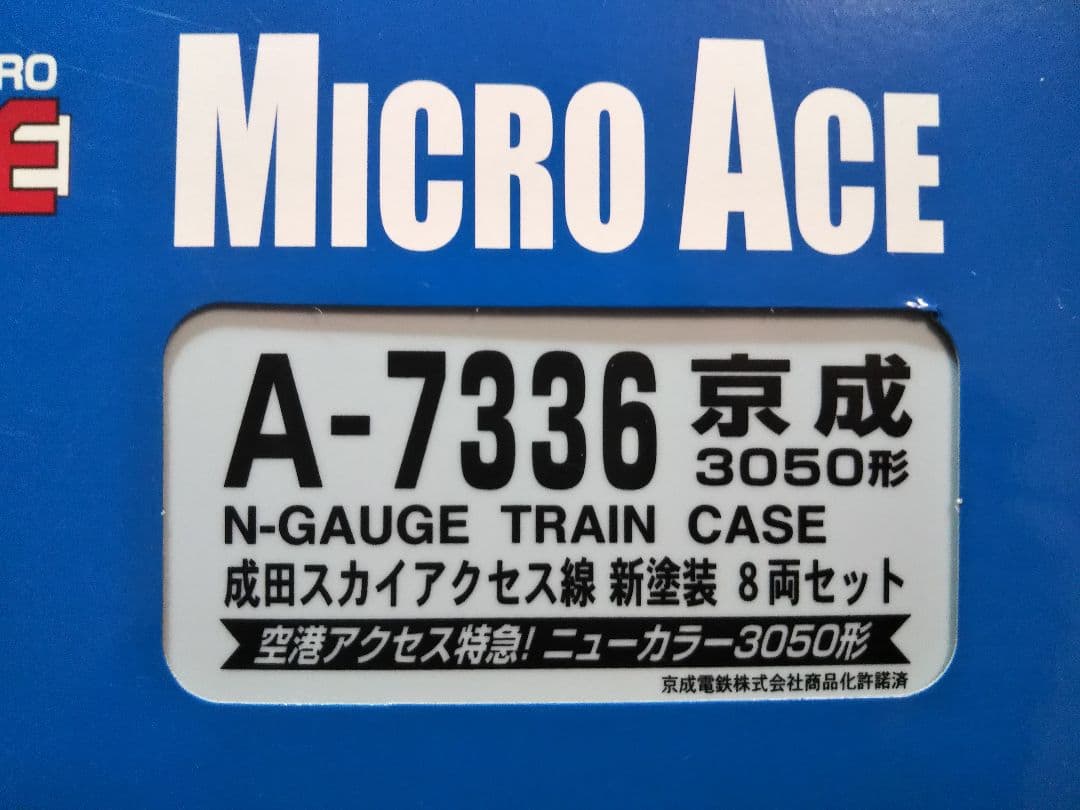 RO
E
MICRO ACE
A-7336 京成
3050形
N-GAUGE TRAIN CASE
成田スカイアクセス線 新塗装 8両セット
空港アクセス特急! ニューカラー3050形
京成電鉄株式会社商品化許諾済